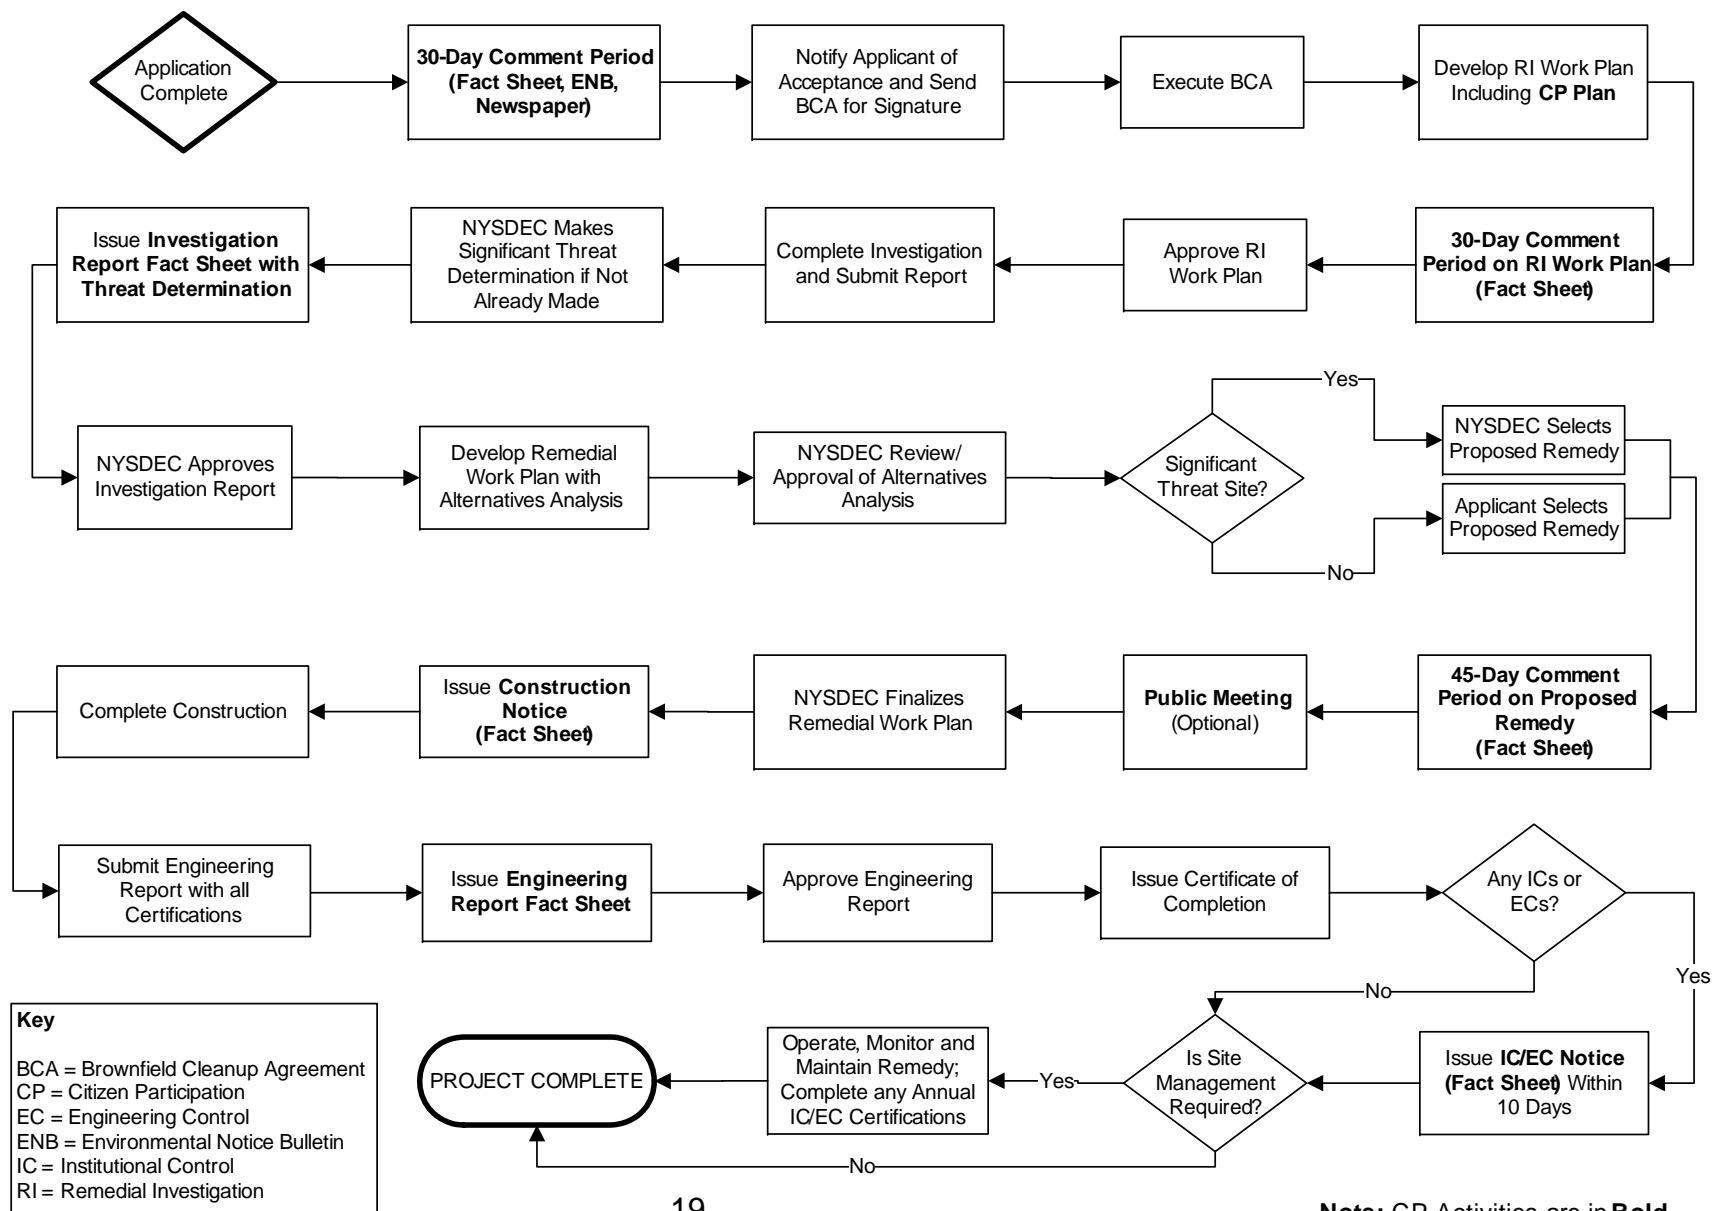 Application
Complete
30-Day Comment Period
(Fact Sheet, ENB,
Newspaper)
Notify Applicant of
Acceptance and Send
BCA for Signature
Execute BCA
Develop RI Work Plan
Including CP Plan
Issue Investigation
Report Fact Sheet with
Threat Determination
NYSDEC Makes
Significant Threat
Determination if Not
Already Made
Complete Investigation
and Submit Report
Approve RI
Work Plan
30-Day Comment
Period on RI Work Plan
(Fact Sheet)
NYSDEC Approves
Investigation Report
Develop Remedial
Work Plan with
Alternatives Analysis
NYSDEC Review/
Approval of Alternatives
Analysis
Significant
Threat Site?
Yes
No
NYSDEC Selects
Proposed Remedy
Applicant Selects
Proposed Remedy
Complete Construction
Issue Construction
Notice
(Fact Sheet)
NYSDEC Finalizes
Remedial Work Plan
Public Meeting
(Optional)
45-Day Comment
Period on Proposed
Remedy
(Fact Sheet)
Submit Engineering
Report with all
Certifications
Issue Engineering
Report Fact Sheet
Approve Engineering
Report
Issue Certificate of
Completion
Any ICs or
ECs?
Yes
No
Key
BCA = Brownfield Cleanup Agreement
CP = Citizen Participation
EC = Engineering Control
ENB = Environmental Notice Bulletin
IC = Institutional Control
RI = Remedial Investigation
PROJECT COMPLETE
Operate, Monitor and
Maintain Remedy;
Complete any Annual
IC/EC Certifications
Yes
Is Site
Management
Required?
Issue IC/EC Notice
(Fact Sheet) Within
10 Days
No
19
Note: CP Activities are in Bold